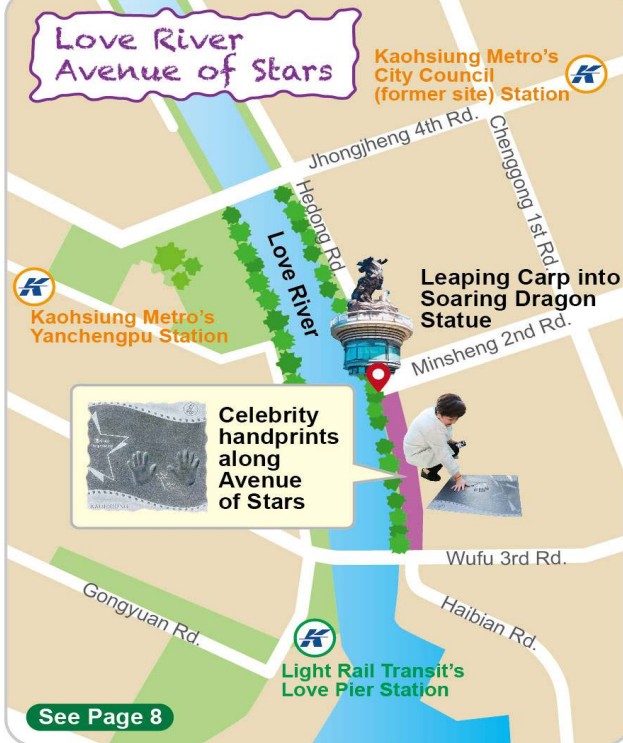 Love River
Avenue of Stars
Kaohsiung Metro's
City Council
(former site) Station
Jhongjheng 4th Rd.
Chenggong 1st Rd
Hedong Rd
Love River
Leaping Carp into
Soaring Dragon
Statue
Kaohsiung Metro's
Yanchengpu Station
Minsheng 2nd Rd.
Celebrity
handprints
along
Avenue
of Stars
Wufu 3rd Rd.
Gongyuan Rd.
Haibian Rd.
Light Rail Transit's
Love Pier Station
See Page 8